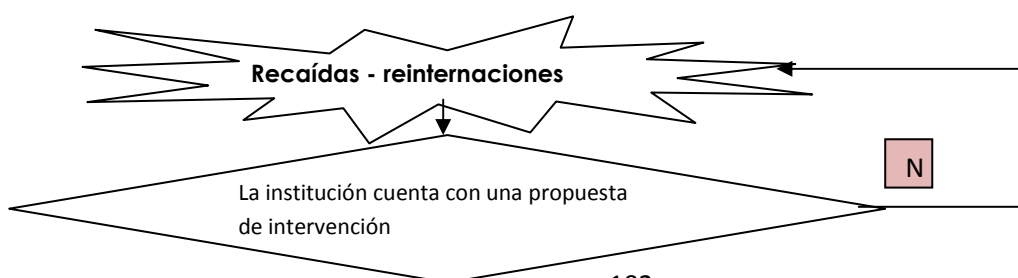 Recaídas - reinternaciones
N
La institución cuenta con una propuesta
de intervención